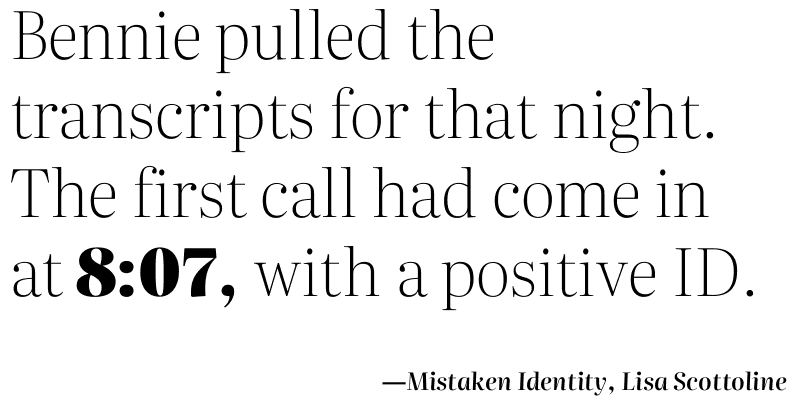 Bennie pulled the
transcripts for that night.
The first call had come in
at 8:07, with a positive ID.
—Mistaken Identity, Lisa Scottoline